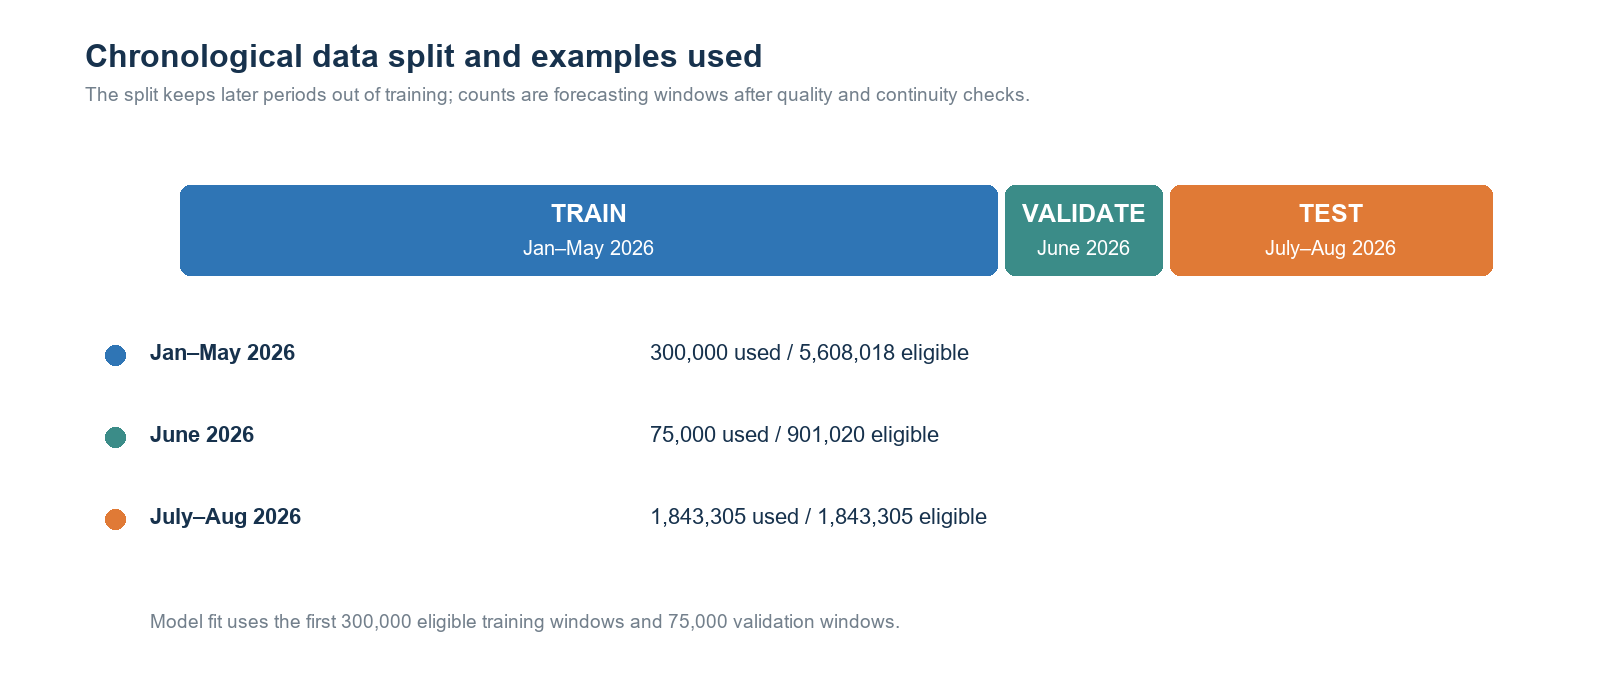 Chronological data split and examples used
The split keeps later periods out of training; counts are forecasting windows after quality and continuity checks.
TRAIN
Jan–May 2026
VALIDATE
June 2026
TEST
July–Aug 2026
Jan–May 2026
300,000 used / 5,608,018 eligible
June 2026
75,000 used / 901,020 eligible
July–Aug 2026
1,843,305 used / 1,843,305 eligible
Model fit uses the first 300,000 eligible training windows and 75,000 validation windows.